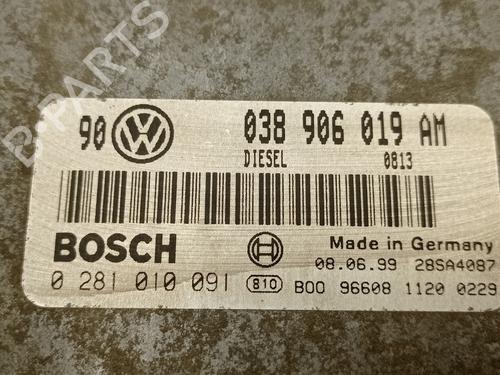 B-PARTS
90 VW 038 906 019 AM
DIESEL 0813
BOSCH Made in Germany
0 281 010 091 08.06.99 28SA4087
810 B00 96608 1120 0229